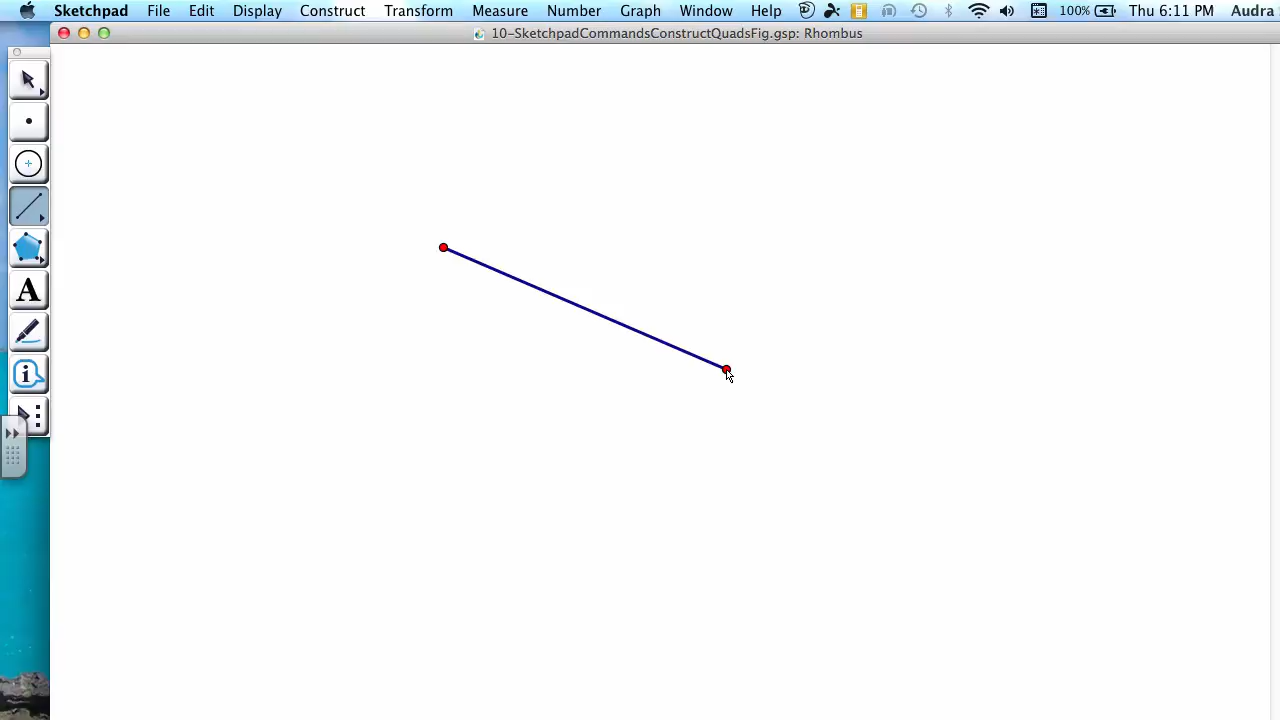 Sketchpad File Edit Display Construct Transform Measure Number Graph Window Help 100% Thu 6:11 PM Audra
10-SketchpadCommandsConstructQuadsFig.gsp: Rhombus
A
i